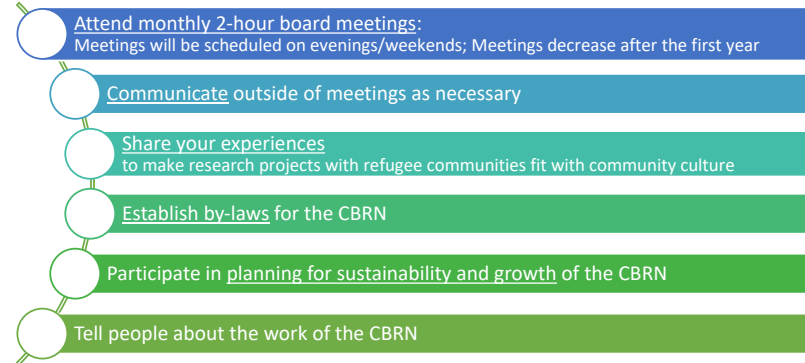 Attend monthly 2-hour board meetings:
Meetings will be scheduled on evenings/weekends; Meetings decrease after the first year
Communicate outside of meetings as necessary
Share your experiences
to make research projects with refugee communities fit with community culture
Establish by-laws for the CBRN
Participate in planning for sustainability and growth of the CBRN
Tell people about the work of the CBRN